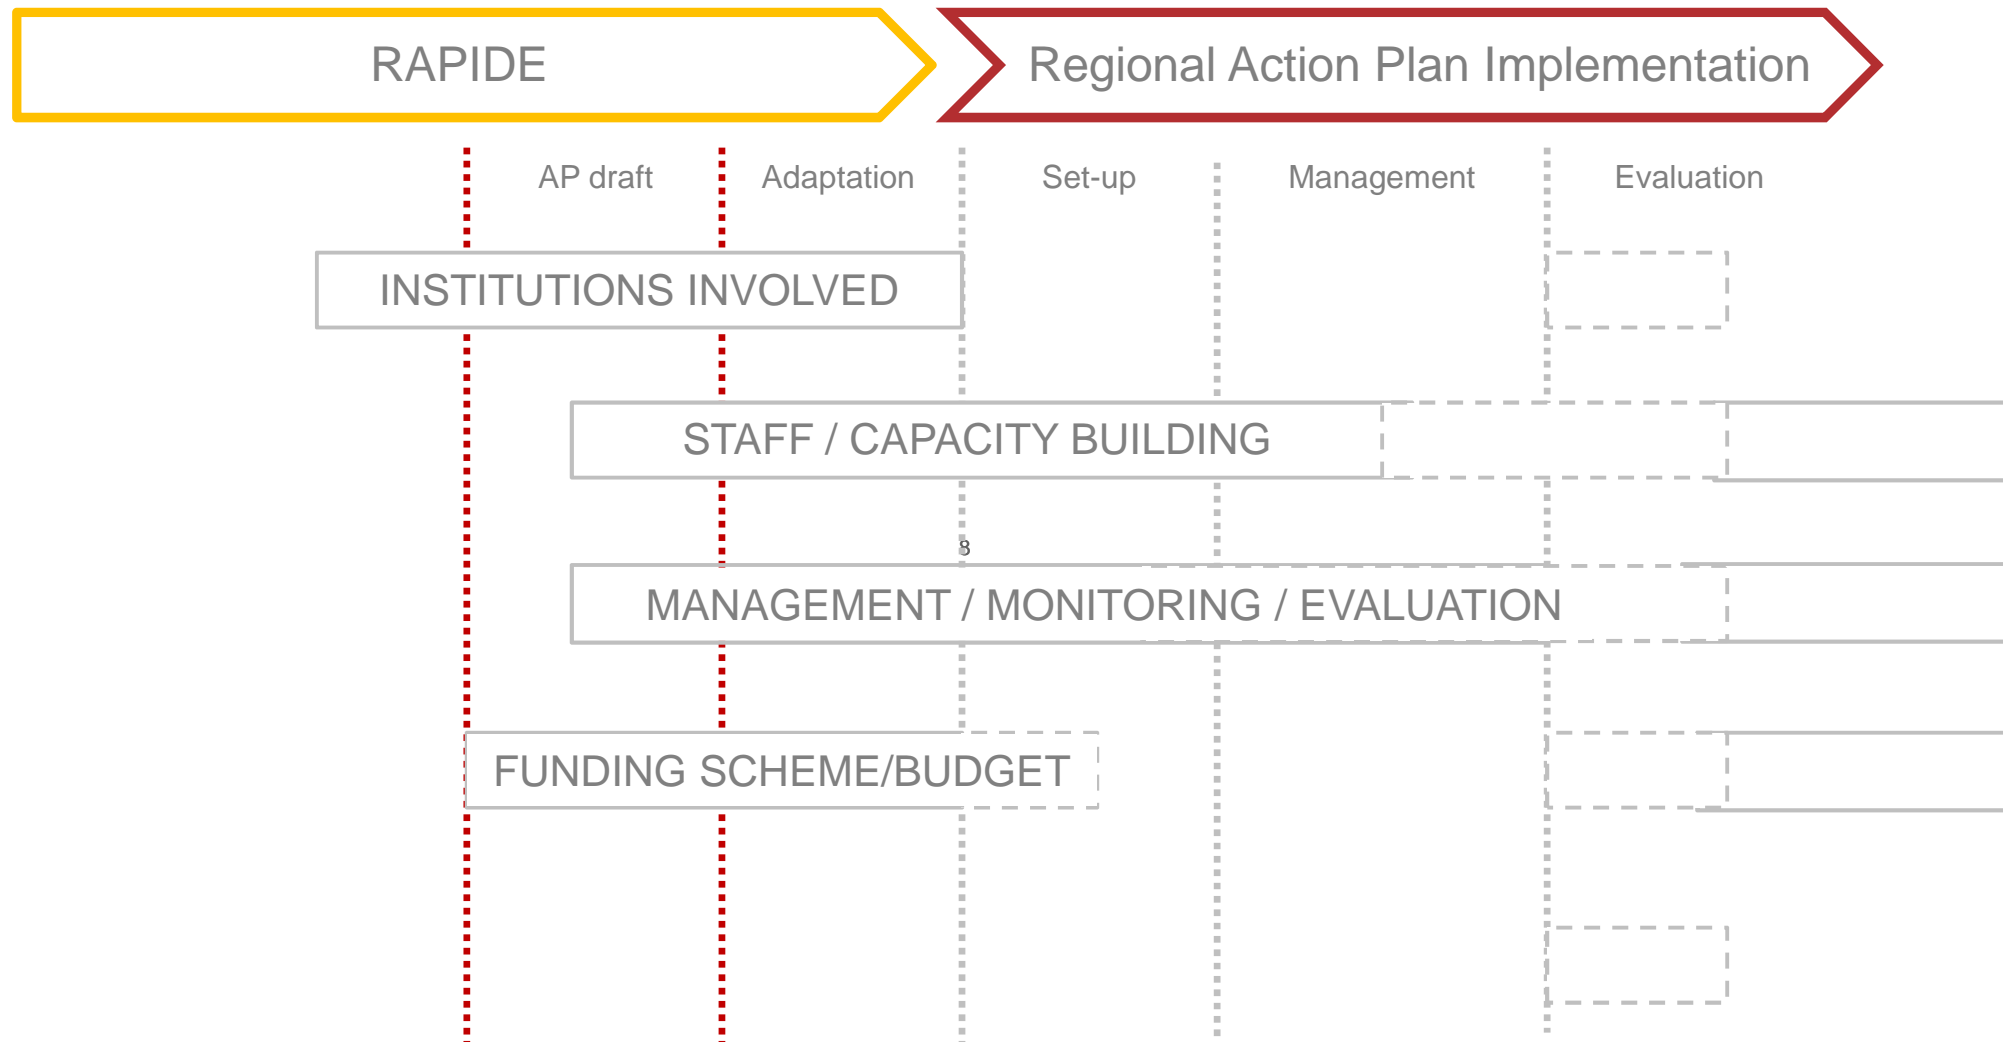 RAPIDE
Regional Action Plan Implementation
AP draft
Adaptation
Set-up
Management
Evaluation
INSTITUTIONS INVOLVED
STAFF / CAPACITY BUILDING
8
MANAGEMENT / MONITORING / EVALUATION
FUNDING SCHEME/BUDGET